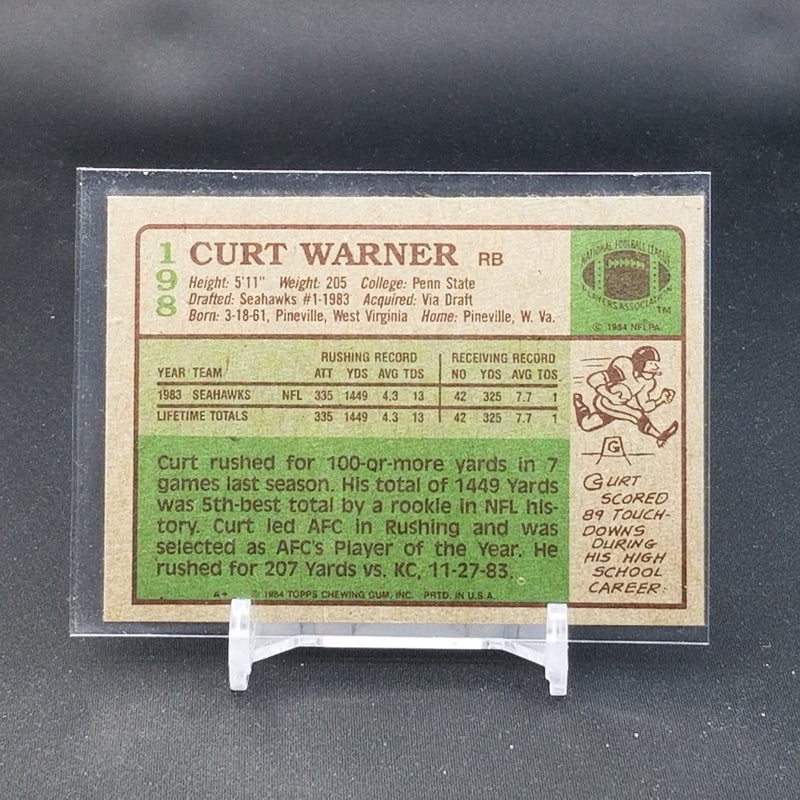 198
CURT WARNER RB
Height: 5'11" Weight: 205 College: Penn State
Drafted: Seahawks #1-1983 Acquired: Via Draft
Born: 3-18-61, Pineville, West Virginia Home: Pineville, W. Va.
NATIONAL FOOTBALL LEAGUE
PLAYERS ASSOCIATION
TM
© 1984 NFLPA
RUSHING RECORD RECEIVING RECORD
YEAR TEAM ATT YDS AVG TDS NO YDS AVG TDS
1983 SEAHAWKS NFL 335 1449 4.3 13 42 325 7.7 1
LIFETIME TOTALS 335 1449 4.3 13 42 325 7.7 1
Curt rushed for 100-or-more yards in 7
games last season. His total of 1449 Yards
was 5th-best total by a rookie in NFL his-
tory. Curt led AFC in Rushing and was
selected as AFC's Player of the Year. He
rushed for 207 Yards vs. KC, 11-27-83.
G
CURT
SCORED
89 TOUCH-
DOWNS
DURING
HIS HIGH
SCHOOL
CAREER.
A* © 1984 TOPPS CHEWING GUM, INC. PRTD. IN U.S.A.